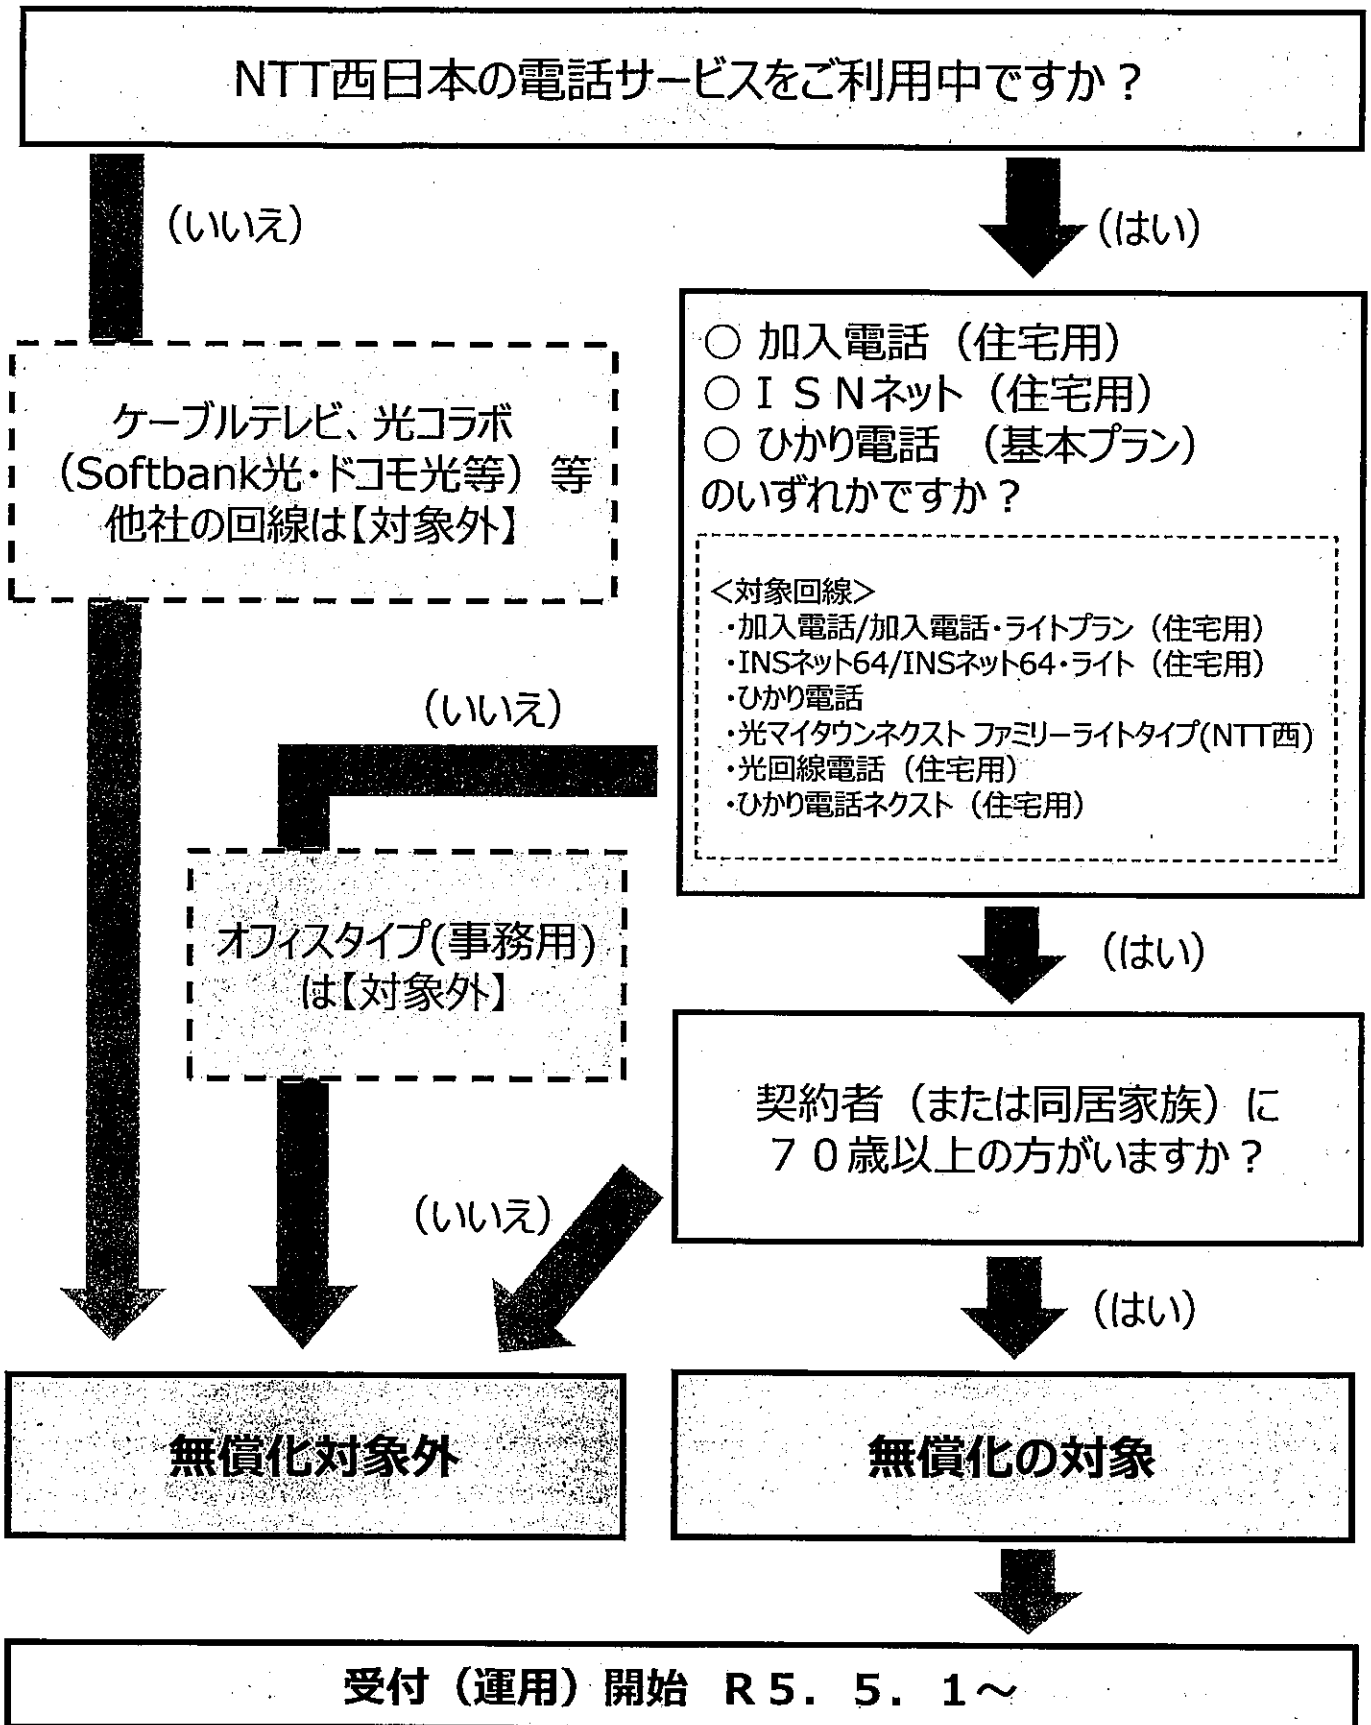 NTT西日本の電話サービスをご利用中ですか？
（いいえ）
（はい）
ケーブルテレビ、光コラボ
（Softbank光・ドコモ光等）等
他社の回線は【対象外】
○ 加入電話（住宅用）
○ ＩＳＮネット（住宅用）
○ ひかり電話　（基本プラン）
のいずれかですか？
＜対象回線＞
・加入電話/加入電話・ライトプラン（住宅用）
・INSネット64/INSネット64・ライト（住宅用）
・ひかり電話
・光マイタウンネクスト ファミリーライトタイプ(NTT西)
・光回線電話（住宅用）
・ひかり電話ネクスト（住宅用）
（いいえ）
オフィスタイプ(事務用)
は【対象外】
（はい）
契約者（または同居家族）に
７０歳以上の方がいますか？
（いいえ）
（はい）
無償化対象外
無償化の対象
受付（運用）開始　Ｒ５．５．１～